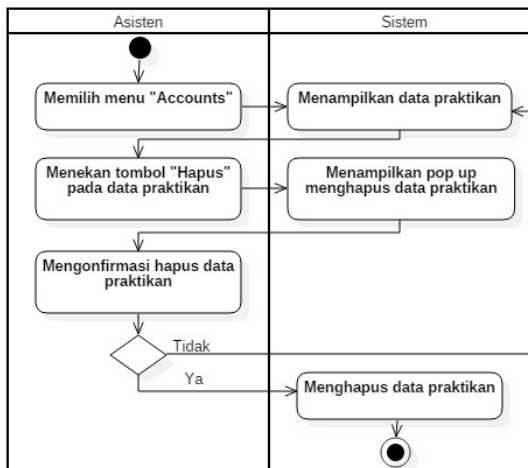 Asisten
Sistem
Memilih menu "Accounts"
Menampilkan data praktikan
Menekan tombol "Hapus"
pada data praktikan
Menampilkan pop up
menghapus data praktikan
Mengonfirmasi hapus data
praktikan
Tidak
Ya
Menghapus data praktikan